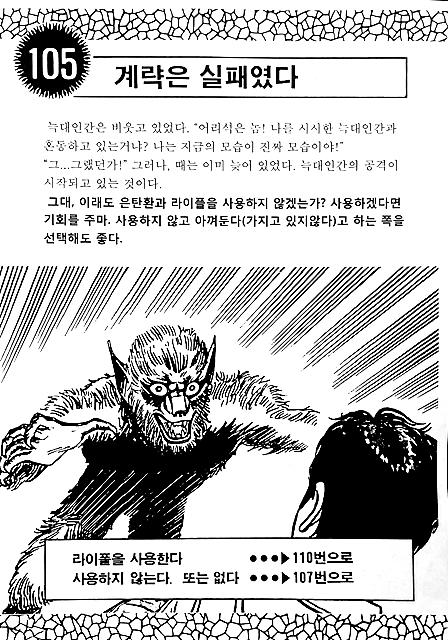 105
계략은 실패였다
늑대인간은 비웃고 있었다. "어리석은 놈! 나를 시시한 늑대인간과
혼동하고 있는거냐? 나는 지금의 모습이 진짜 모습이야!"
"그...그랬던가!" 그러나, 때는 이미 늦어 있었다. 늑대인간의 공격이
시작되고 있는 것이다.
그대, 이래도 은탄환과 라이플을 사용하지 않겠는가? 사용하겠다면
기회를 주마. 사용하지 않고 아껴둔다(가지고 있지않다)고 하는 쪽을
선택해도 좋다.
라이풀을 사용한다 ●●●▶110번으로
사용하지 않는다. 또는 없다 ●●●▶107번으로